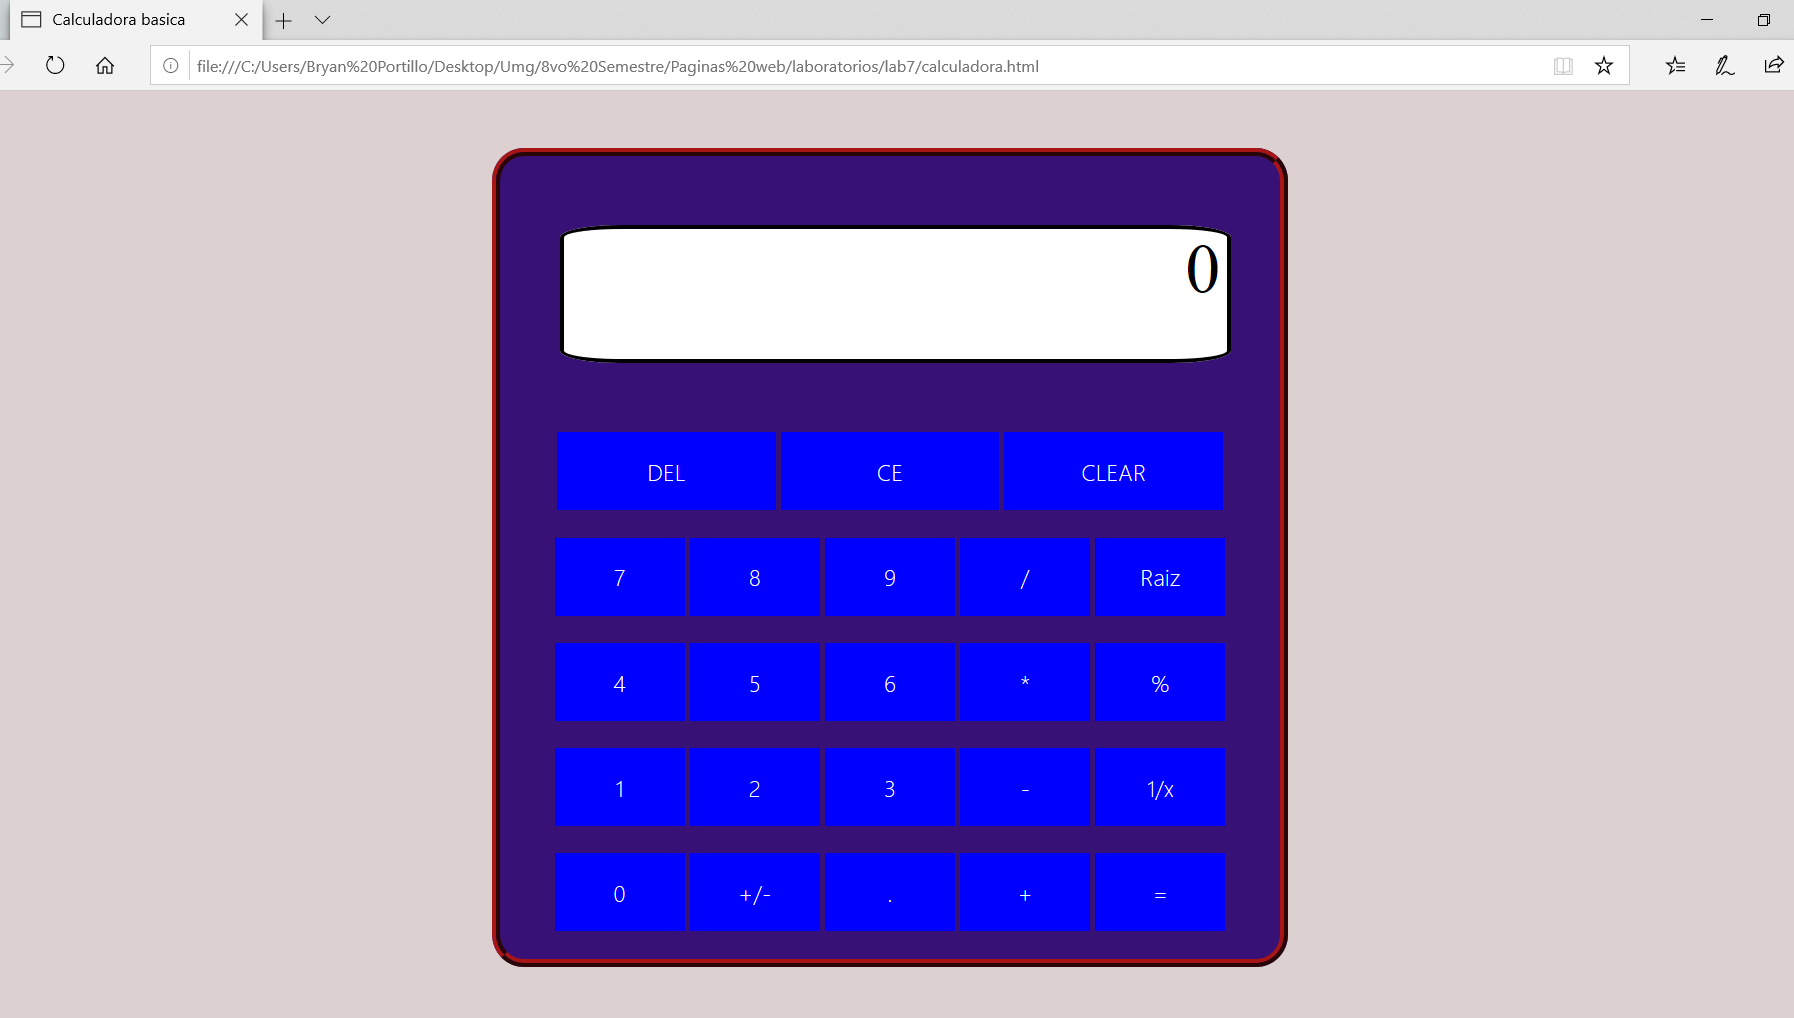 Calculadora basica
file:///C:/Users/Bryan%20Portillo/Desktop/Umg/8vo%20Semestre/Paginas%20web/laboratorios/lab7/calculadora.html
0
DEL CE CLEAR
7 8 9 / Raiz
4 5 6 * %
1 2 3 - 1/x
0 +/- . + =